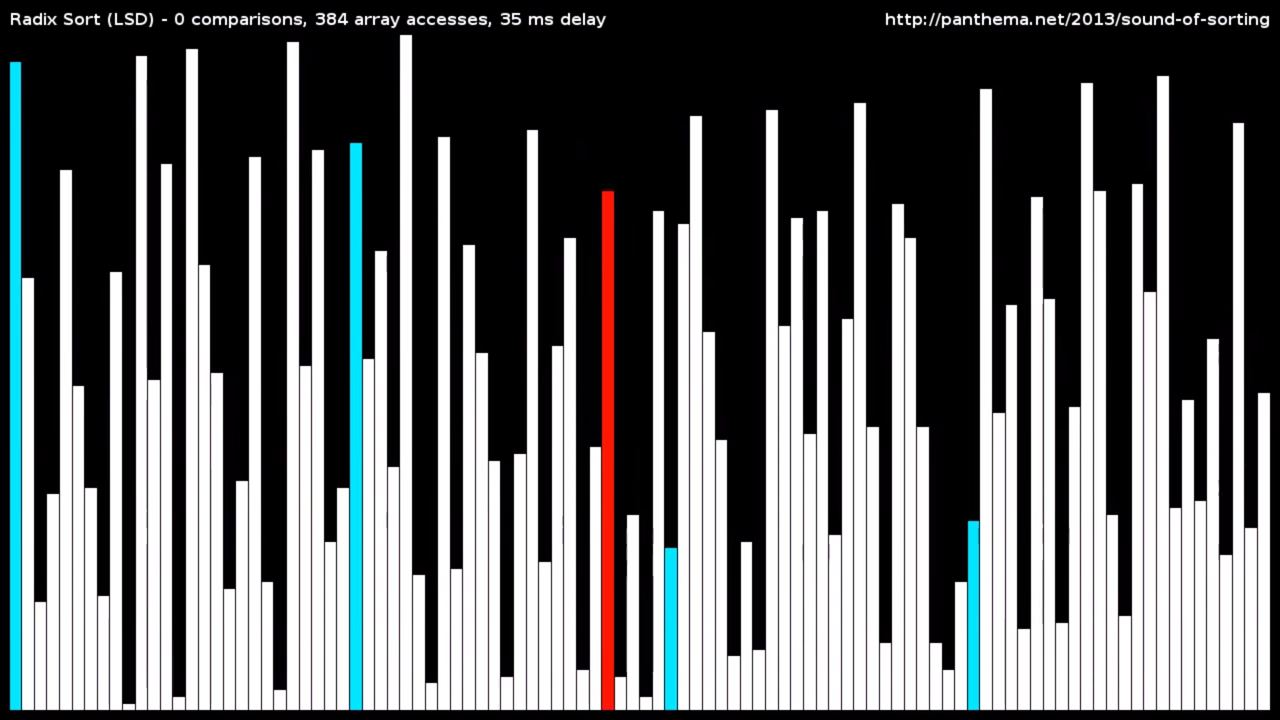 Radix Sort (LSD) - 0 comparisons, 384 array accesses, 35 ms delay
http://panthema.net/2013/sound-of-sorting